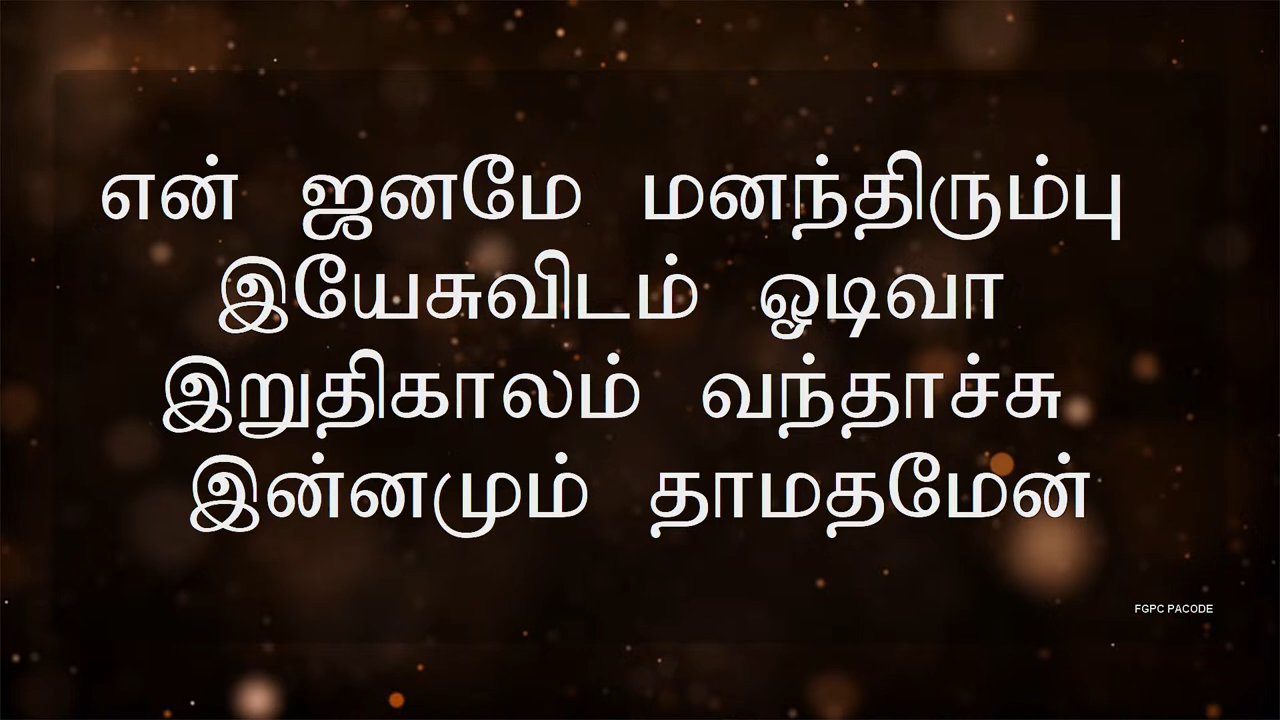 என் ஜனமே மனந்திரும்பு
இயேசுவிடம் ஓடிவா
இறுதிகாலம் வந்தாச்சு
இன்னமும் தாமதமேன்
FGPC PACODE